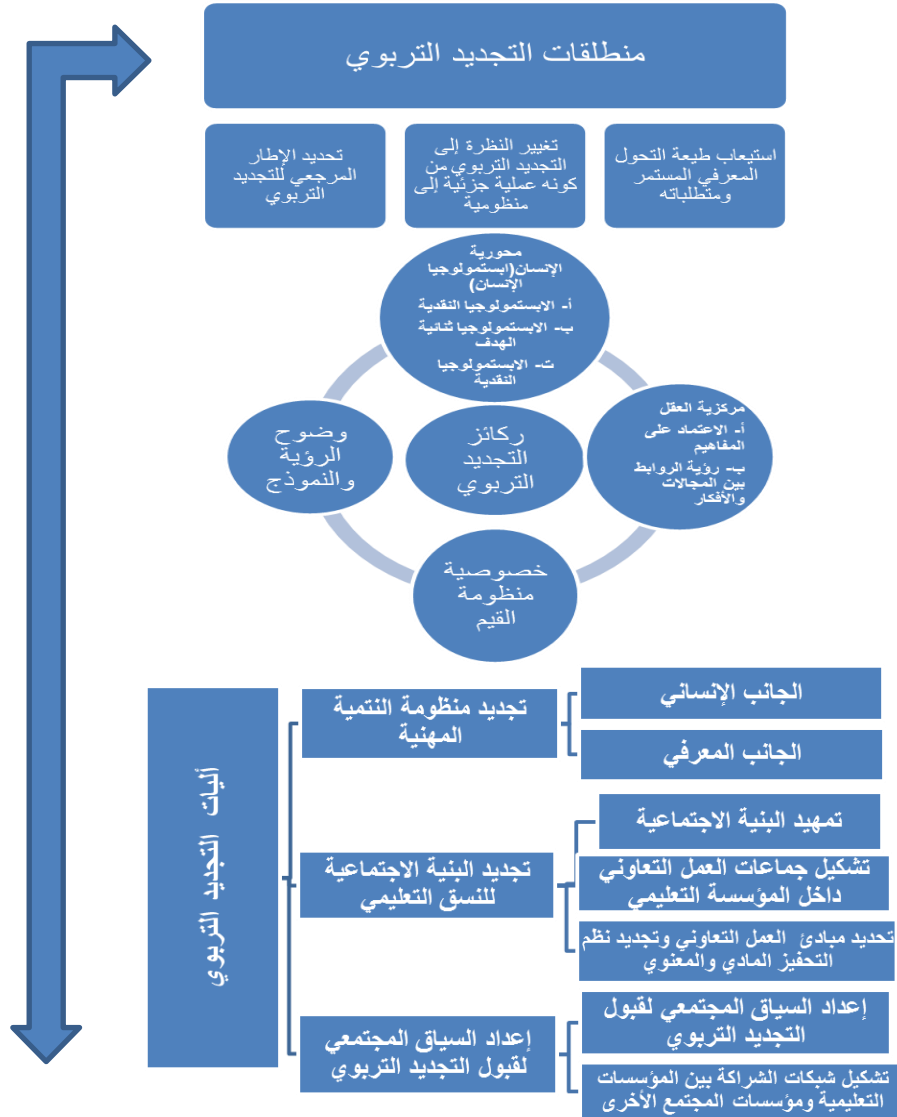 منطلقات التجديد التربوي
استيعاب طيعة التحول
المعرفي المستمر
ومتطلباته
تغيير النظرة إلى
التجديد التربوي من
كونه عملية جزئية إلى
منظومية
تحديد الإطار
المرجعي للتجديد
التربوي
محورية
الإنسان(ابستمولوجيا
الإنسان)
أ- الابستمولوجيا النقدية
ب- الابستمولوجيا ثنائية
الهدف
ت- الابستمولوجيا
النقدية
مركزية العقل
أ- الاعتماد على
المفاهيم
ب- رؤية الروابط
بين المجالات
والأفكار
ركائز
التجديد
التربوي
وضوح
الرؤية
والنموذج
خصوصية
منظومة
القيم
أليات التجديد التربوي
تجديد منظومة التنمية
المهنية
الجانب الإنساني
الجانب المعرفي
تجديد البنية الاجتماعية
للنسق التعليمي
تمهيد البنية الاجتماعية
تشكيل جماعات العمل التعاوني
داخل المؤسسة التعليمي
تحديد مبادئ العمل التعاوني وتجديد نظم
التحفيز المادي والمعنوي
إعداد السياق المجتمعي
لقبول التجديد التربوي
إعداد السياق المجتمعي لقبول
التجديد التربوي
تشكيل شبكات الشراكة بين المؤسسات
التعليمية ومؤسسات المجتمع الأخرى